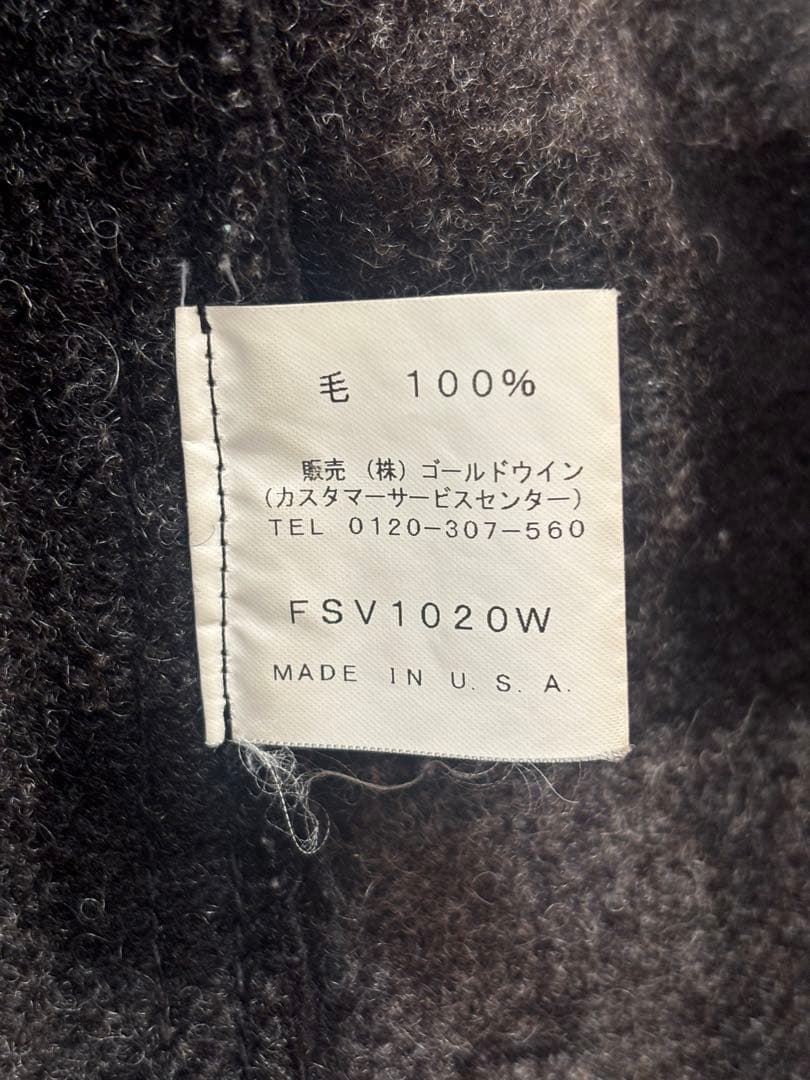 毛 100%
販売 (株) ゴールドウイン
(カスタマーサービスセンター)
TEL 0120-307-560
FSV1020W
MADE IN U.S.A.